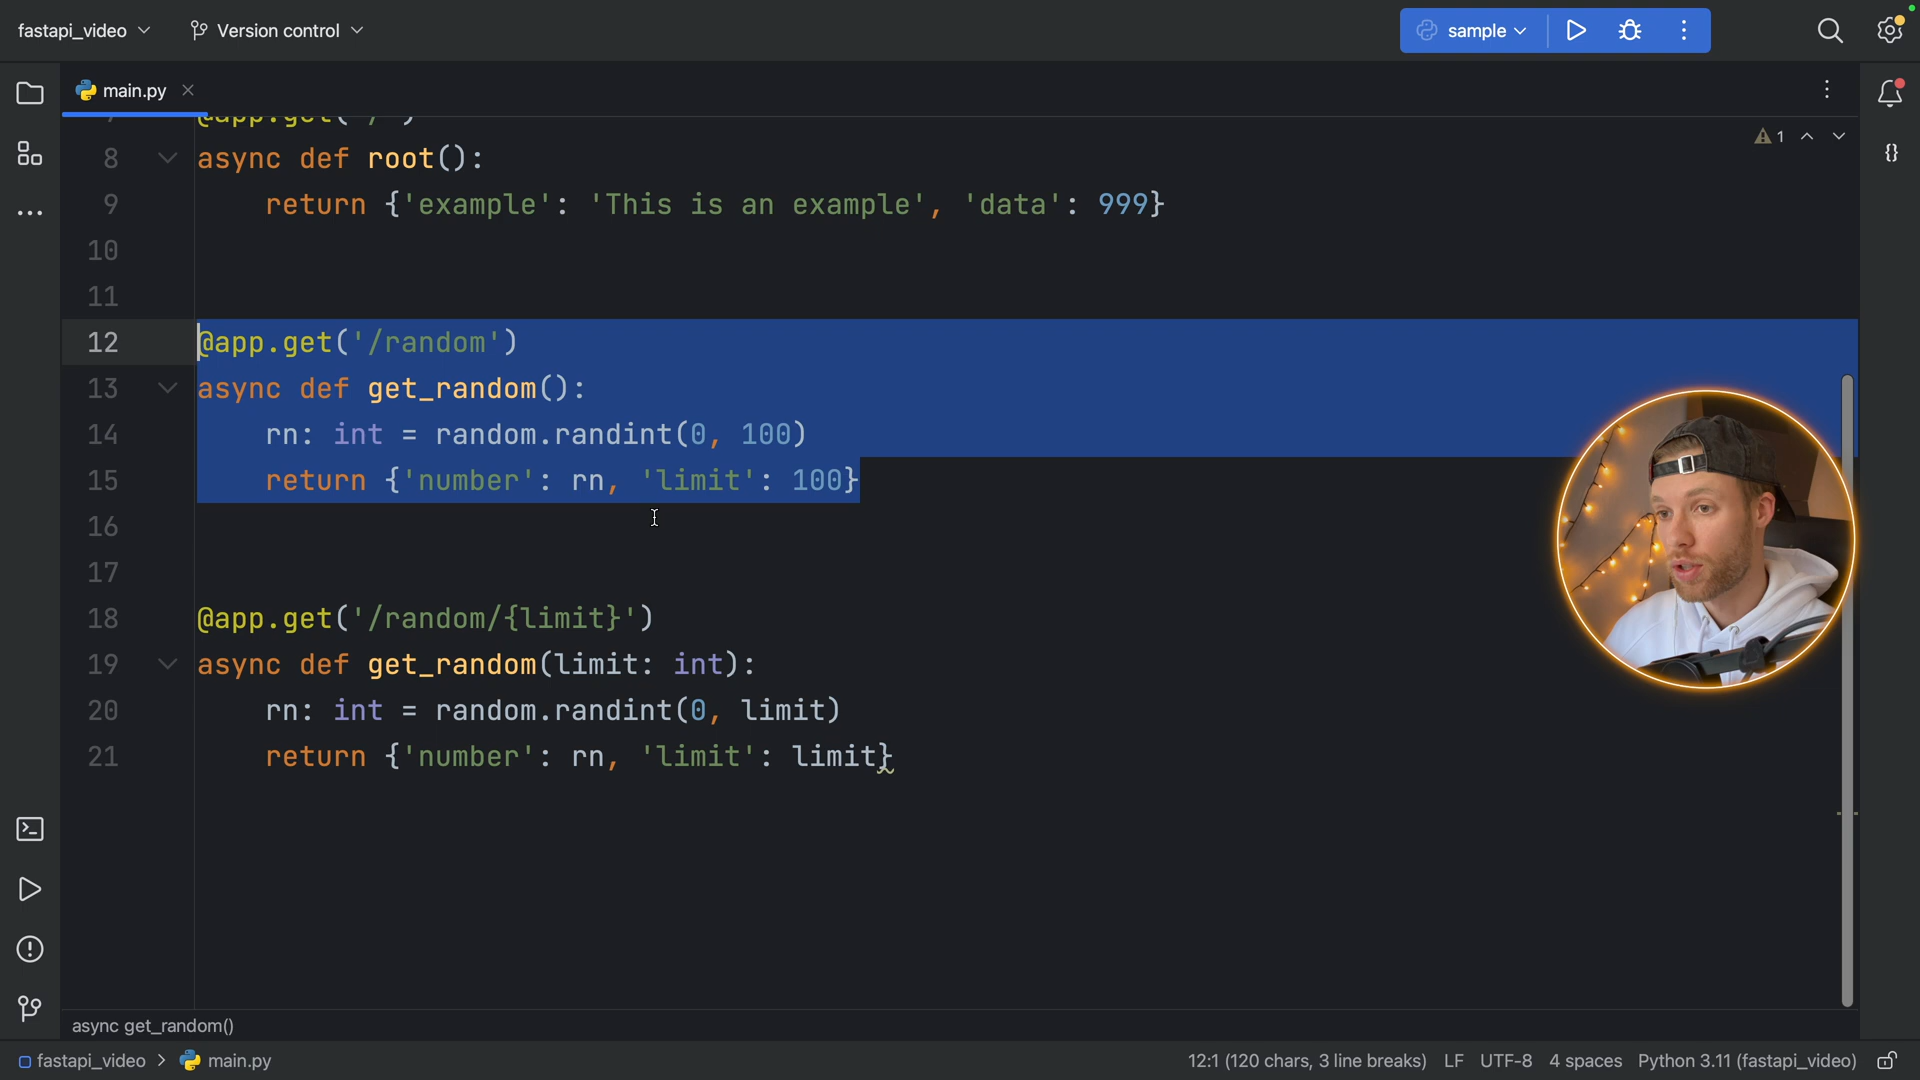 fastapi_video
Version control
sample
main.py
1
@app.get('/')
8 async def root():
9 return {'example': 'This is an example', 'data': 999}
10
11
12 @app.get('/random')
13 async def get_random():
14 rn: int = random.randint(0, 100)
15 return {'number': rn, 'limit': 100}
16
17
18 @app.get('/random/{limit}')
19 async def get_random(limit: int):
20 rn: int = random.randint(0, limit)
21 return {'number': rn, 'limit': limit}
async get_random()
fastapi_video > main.py
12:1 (120 chars, 3 line breaks) LF UTF-8 4 spaces Python 3.11 (fastapi_video)